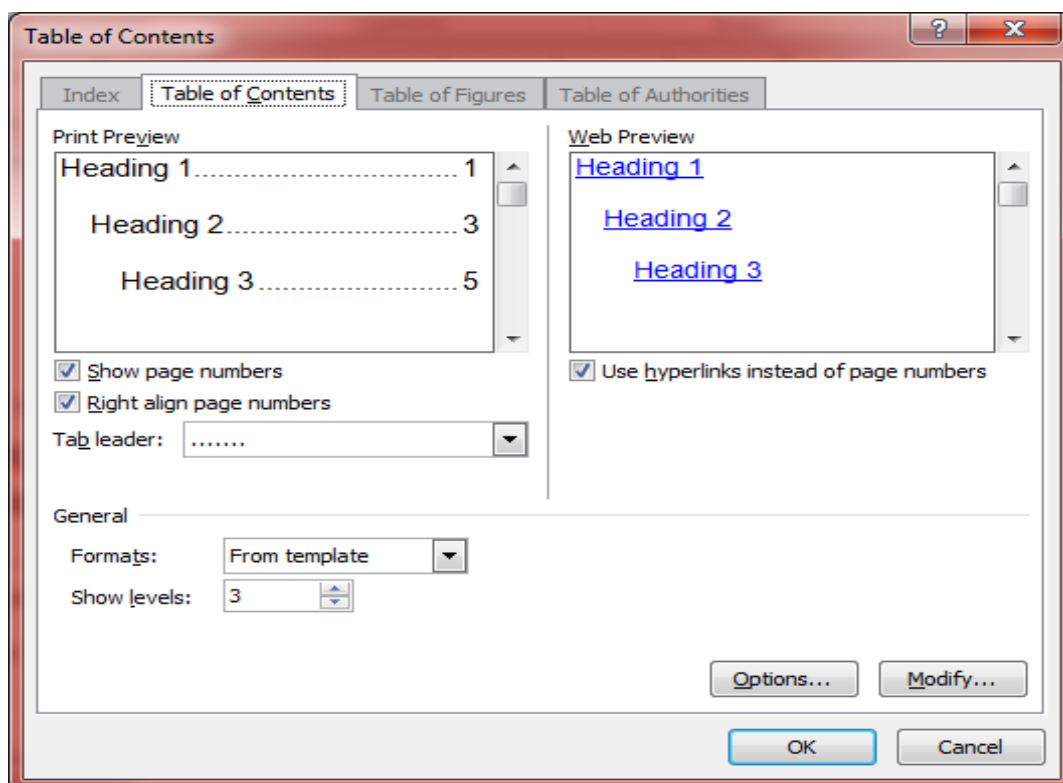 Table of Contents
?
Index Table of Contents Table of Figures Table of Authorities
Print Preview
Heading 1.................................. 1
Heading 2.............................. 3
Heading 3.......................... 5
Show page numbers
Right align page numbers
Tab leader: .......
Web Preview
Heading 1
Heading 2
Heading 3
Use hyperlinks instead of page numbers
General
Formats: From template
Show levels: 3
Options... Modify...
OK Cancel